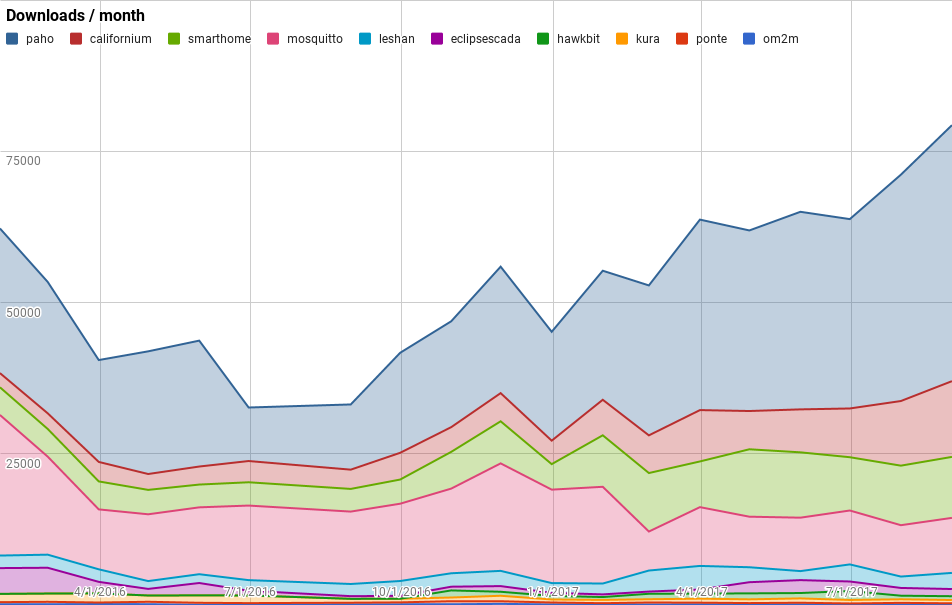 Downloads / month
paho californium smarthome mosquitto leshan eclipsescada hawkbit kura ponte om2m
75000
50000
25000
4/1/2016 7/1/2016 10/1/2016 1/1/2017 4/1/2017 7/1/2017